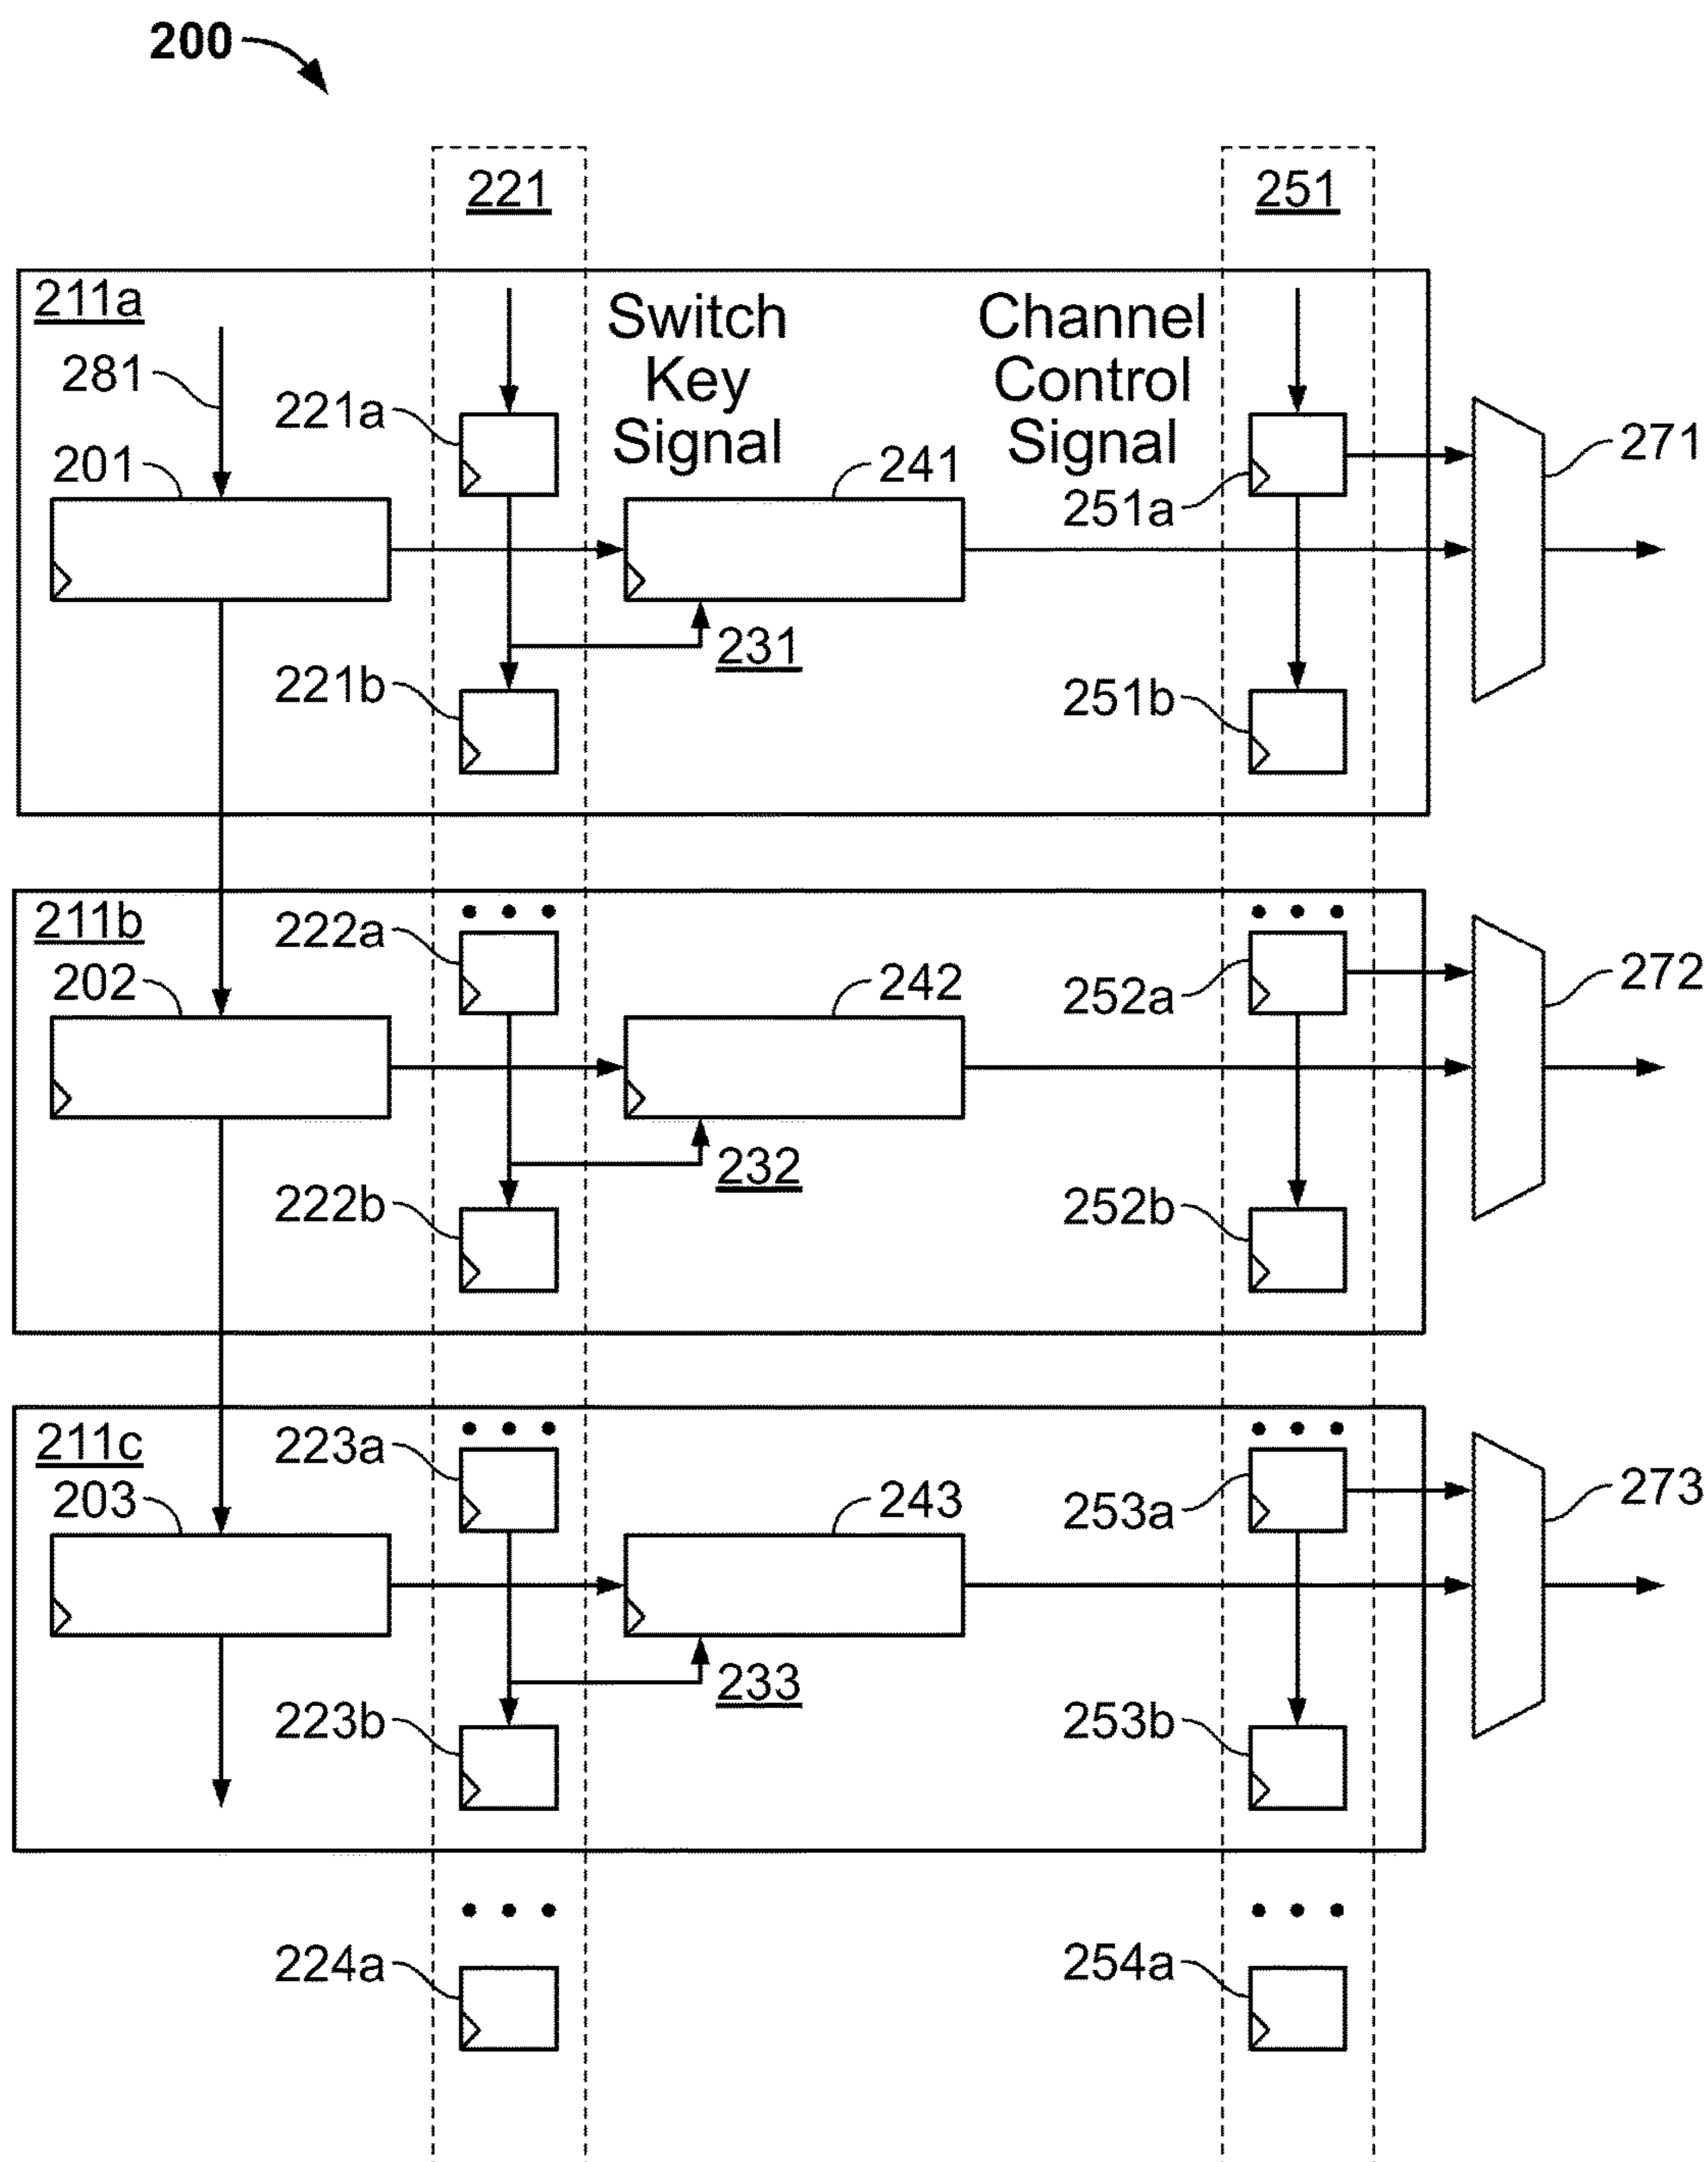 200
221
251
211a
Switch
Key
Signal
Channel
Control
Signal
281
221a
201
241
251a
271
231
221b
251b
211b
222a
202
242
252a
272
232
222b
252b
211c
223a
203
243
253a
273
233
223b
253b
224a
254a